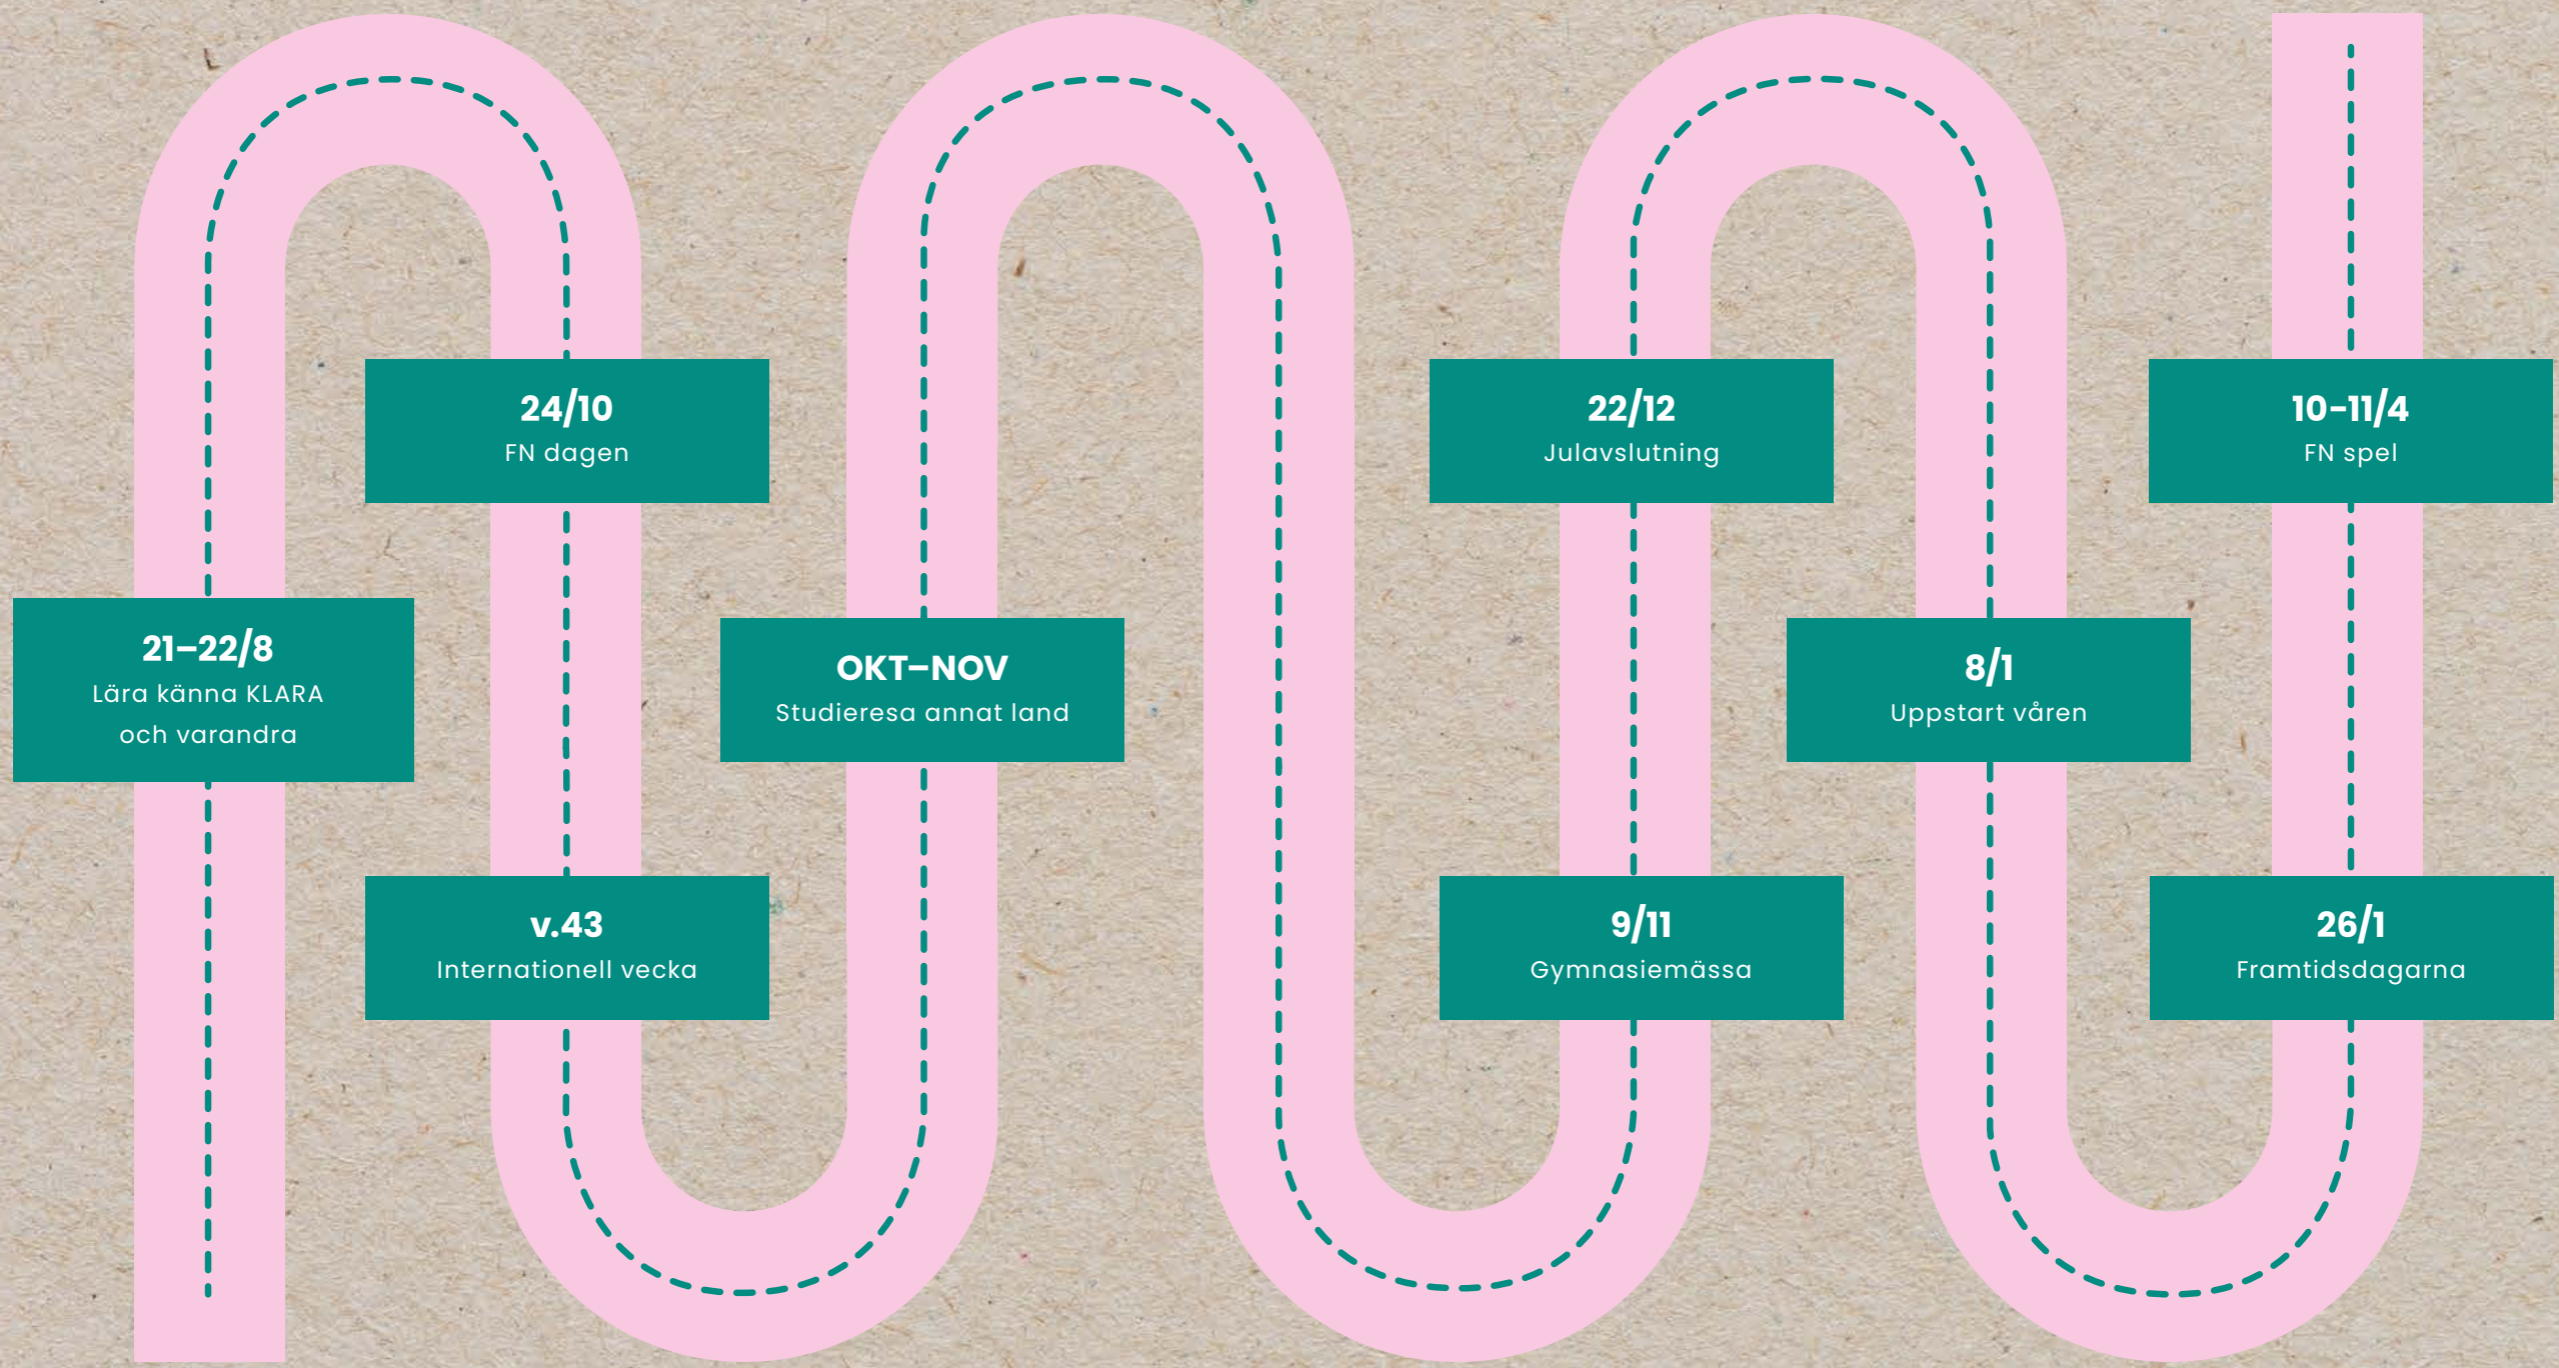 21–22/8
Lära känna KLARA
och varandra
24/10
FN dagen
v.43
Internationell vecka
OKT–NOV
Studieresa annat land
9/11
Gymnasiemässa
22/12
Julavslutning
8/1
Uppstart våren
26/1
Framtidsdagarna
10-11/4
FN spel